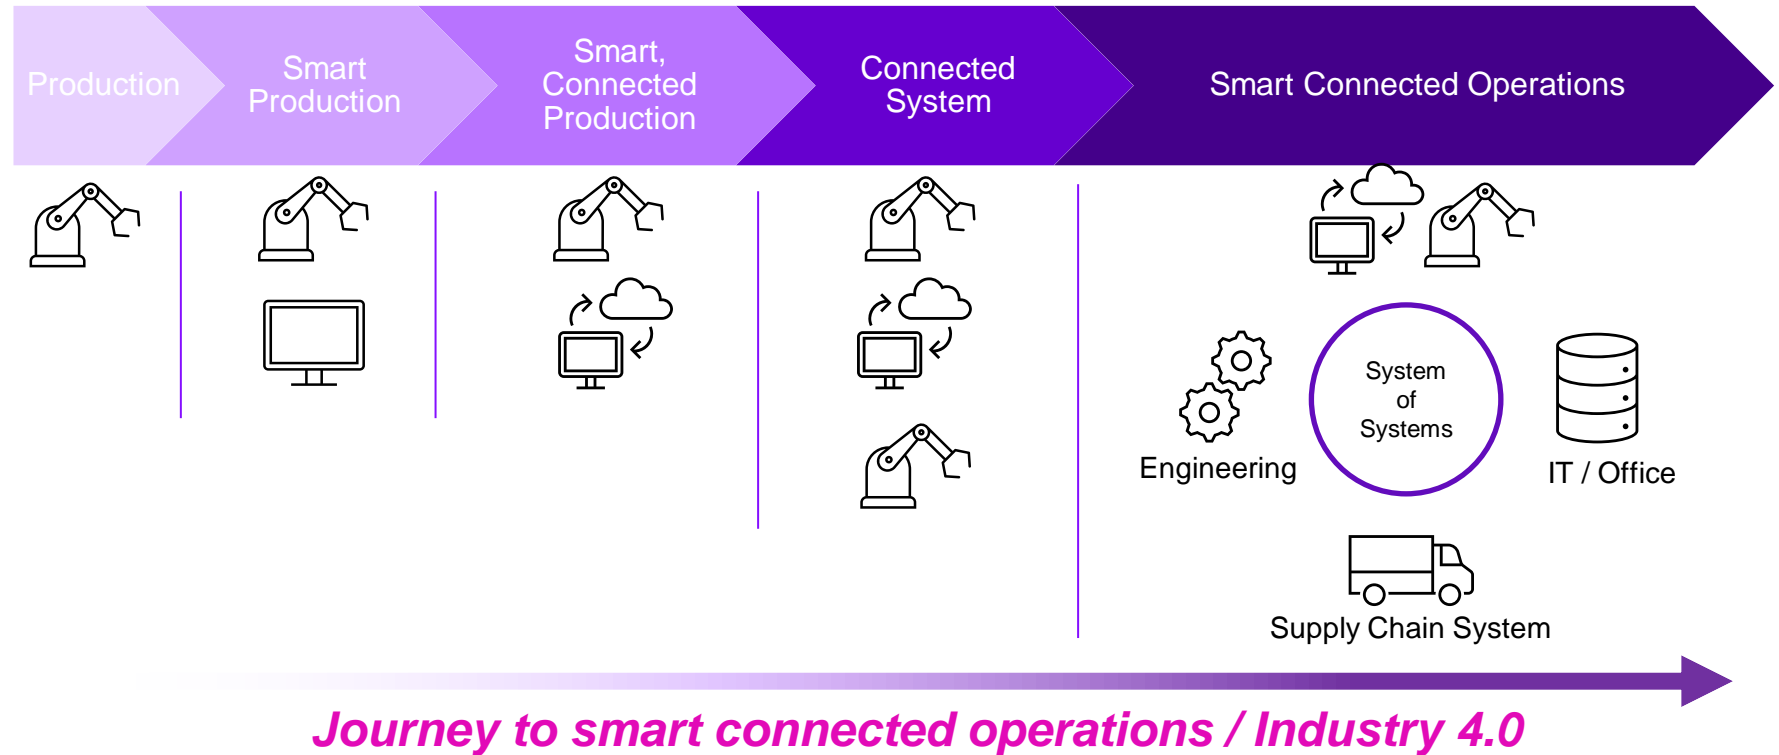 Production
Smart
Production
Smart,
Connected
Production
Connected
System
Smart Connected Operations
System
of
Systems
Engineering
IT / Office
Supply Chain System
Journey to smart connected operations / Industry 4.0